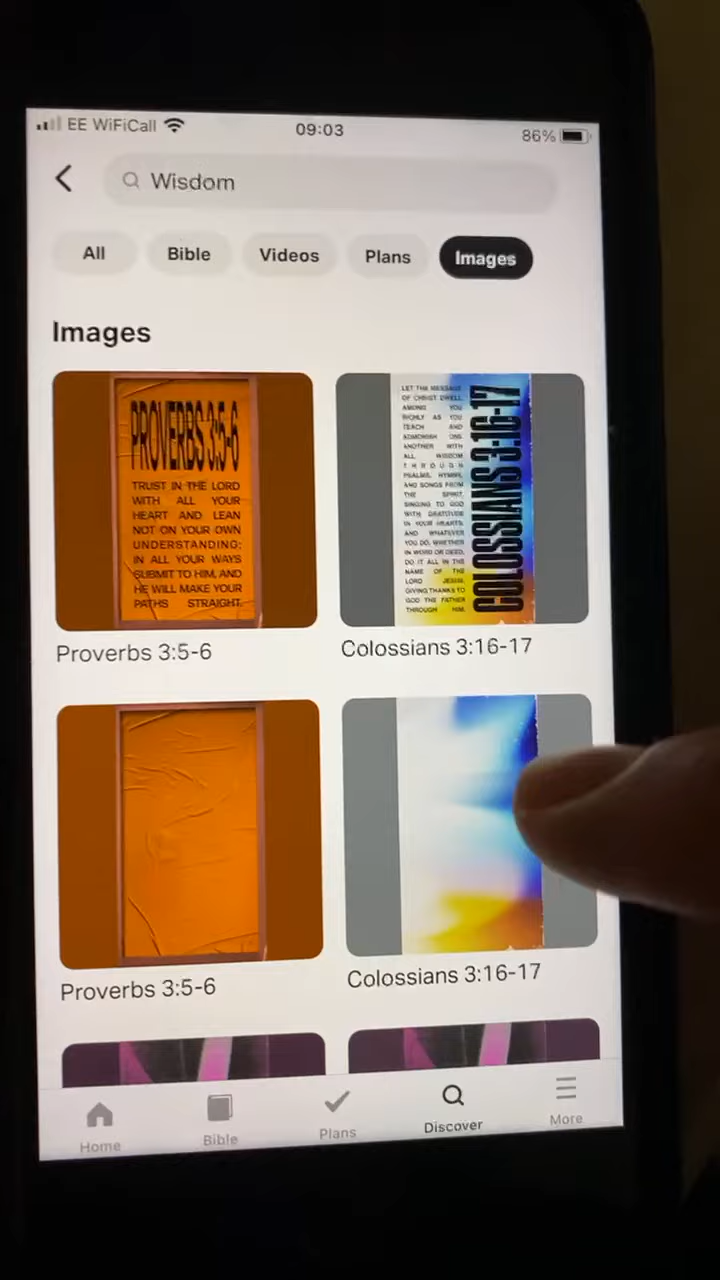 EE WiFiCall
09:03
86%
Wisdom
All
Bible
Videos
Plans
Images
Images
PROVERBS 3:5-6
TRUST IN THE LORD
WITH ALL YOUR
HEART AND LEAN
NOT ON YOUR OWN
UNDERSTANDING;
IN ALL YOUR WAYS
SUBMIT TO HIM, AND
HE WILL MAKE YOUR
PATHS STRAIGHT.
LET THE MESSAGE
OF CHRIST DWELL
AMONG YOU
RICHLY AS YOU
TEACH AND
ADMONISH ONE
ANOTHER WITH
ALL WISDOM
THROUGH
PSALMS, HYMNS,
AND SONGS FROM
THE SPIRIT,
SINGING TO GOD
WITH GRATITUDE
IN YOUR HEARTS.
AND WHATEVER
YOU DO, WHETHER
IN WORD OR DEED,
DO IT ALL IN THE
NAME OF THE
LORD JESUS,
GIVING THANKS TO
GOD THE FATHER
THROUGH HIM.
COLOSSIANS 3:16-17
Proverbs 3:5-6
Colossians 3:16-17
Proverbs 3:5-6
Colossians 3:16-17
Home
Bible
Plans
Discover
More